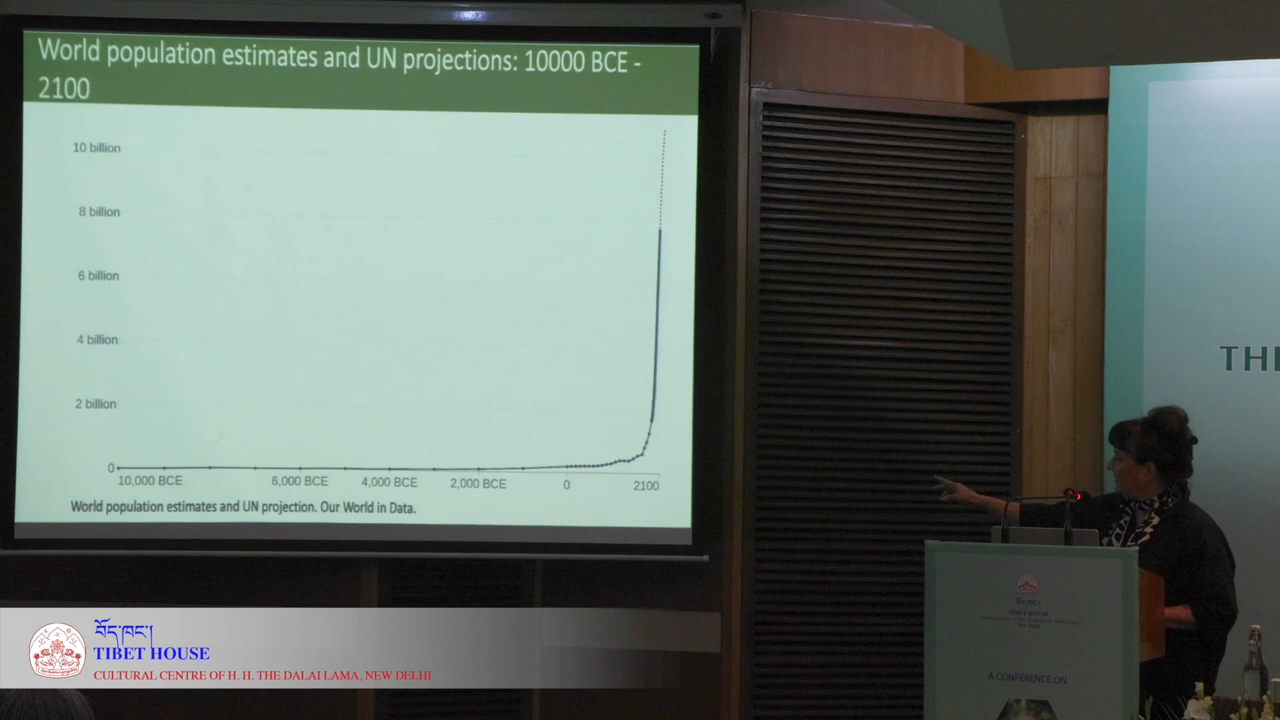 World population estimates and UN projections: 10000 BCE -
2100
10 billion
8 billion
6 billion
4 billion
2 billion
0
10,000 BCE
6,000 BCE
4,000 BCE
2,000 BCE
0
2100
World population estimates and UN projection. Our World in Data.
THE
བོད་ཁང་།
TIBET HOUSE
A CONFERENCE ON
བོད་ཁང་།
TIBET HOUSE
CULTURAL CENTRE OF H. H. THE DALAI LAMA, NEW DELHI